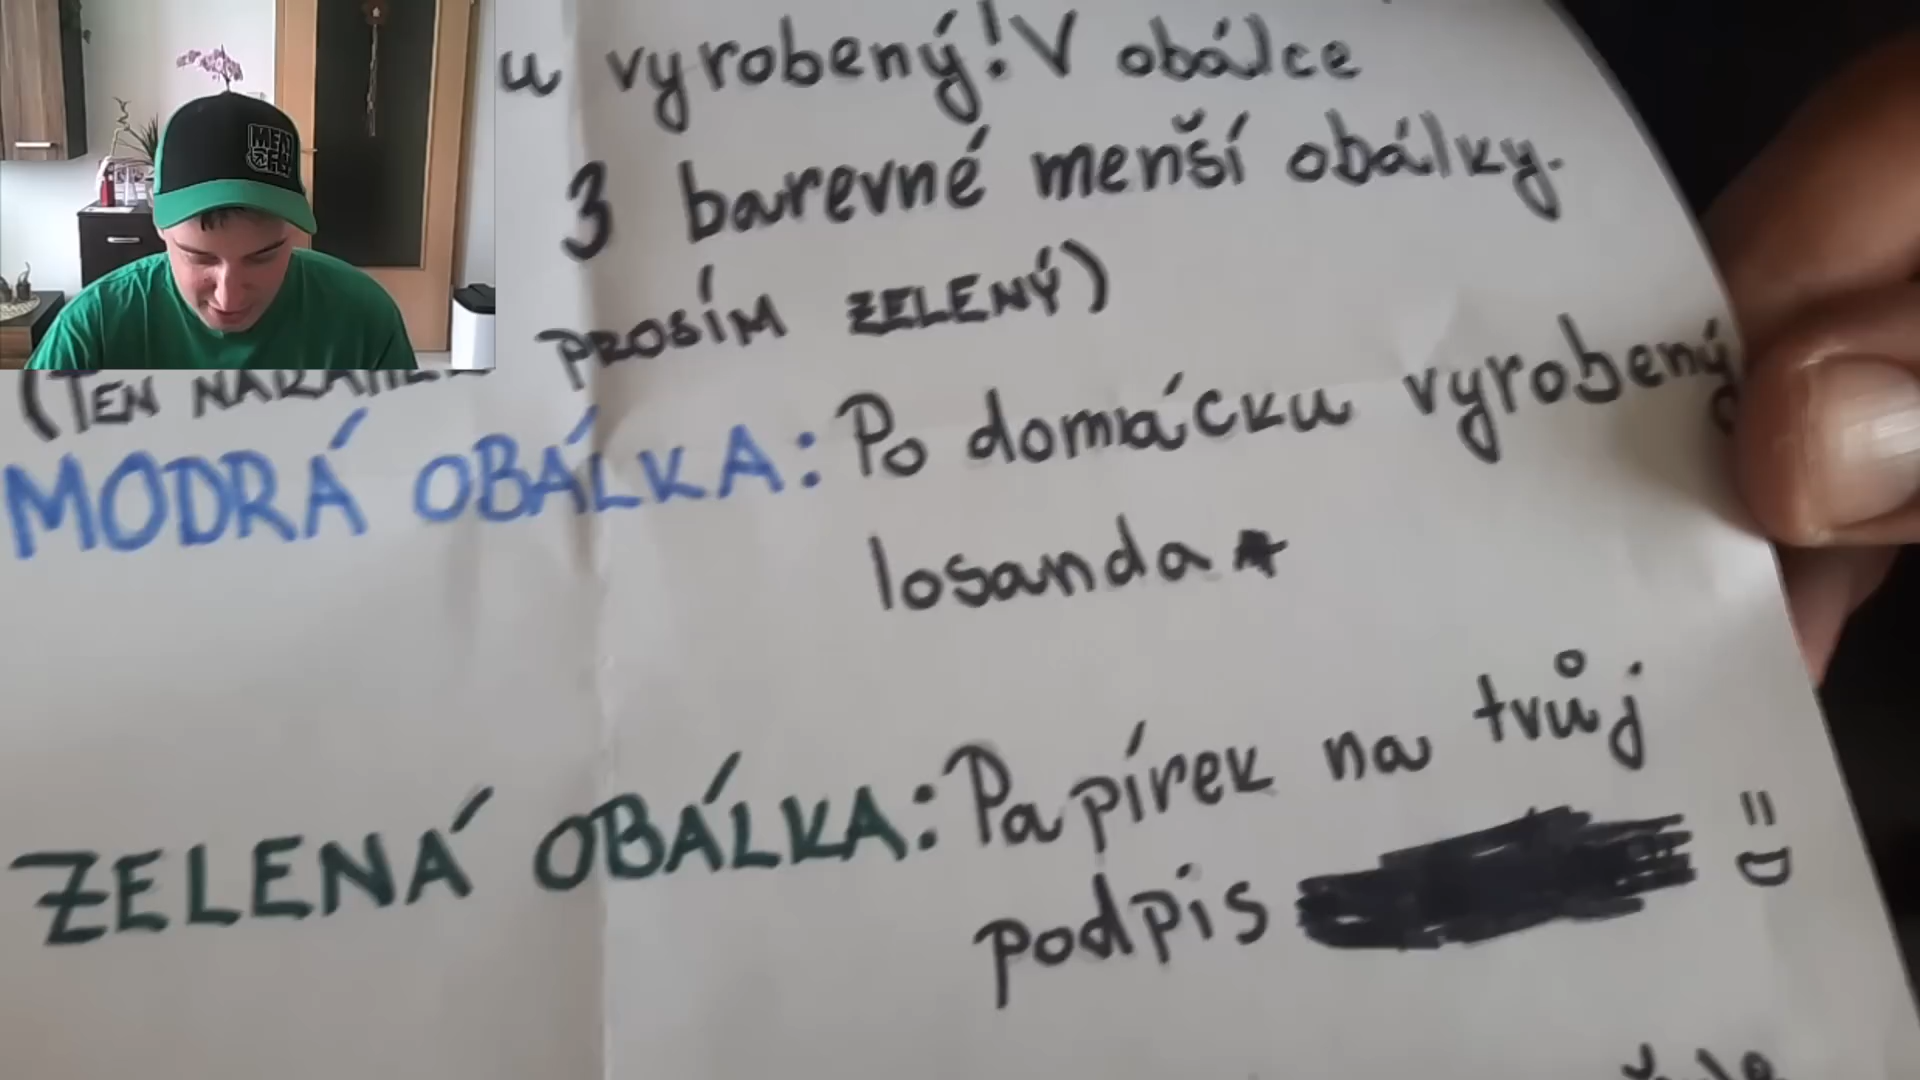 u vyrobený! V obálce
3 barevné menší obálky.
(TEN PROSÍM ZELENÝ)
MODRÁ OBÁLKA: Po domácku vyrobený
losanda
ZELENÁ OBÁLKA: Papírek na tvůj
podpis =D